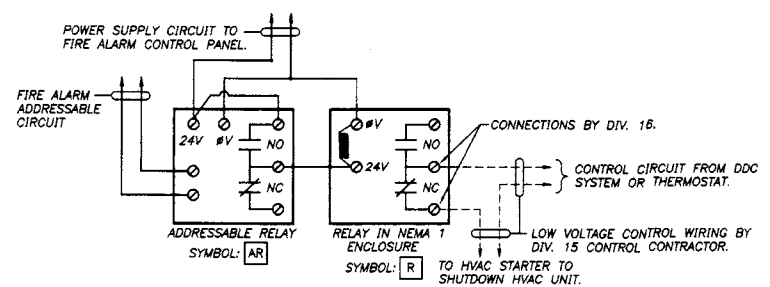 POWER SUPPLY CIRCUIT TO
FIRE ALARM CONTROL PANEL.
FIRE ALARM
ADDRESSABLE
CIRCUIT
24V ØV
NO
NC
ØV
24V
NO
NC
CONNECTIONS BY DIV. 16.
CONTROL CIRCUIT FROM DDC
SYSTEM OR THERMOSTAT.
ADDRESSABLE RELAY
SYMBOL: AR
RELAY IN NEMA 1
ENCLOSURE
SYMBOL: R
LOW VOLTAGE CONTROL WIRING BY
DIV. 15 CONTROL CONTRACTOR.
TO HVAC STARTER TO
SHUTDOWN HVAC UNIT.